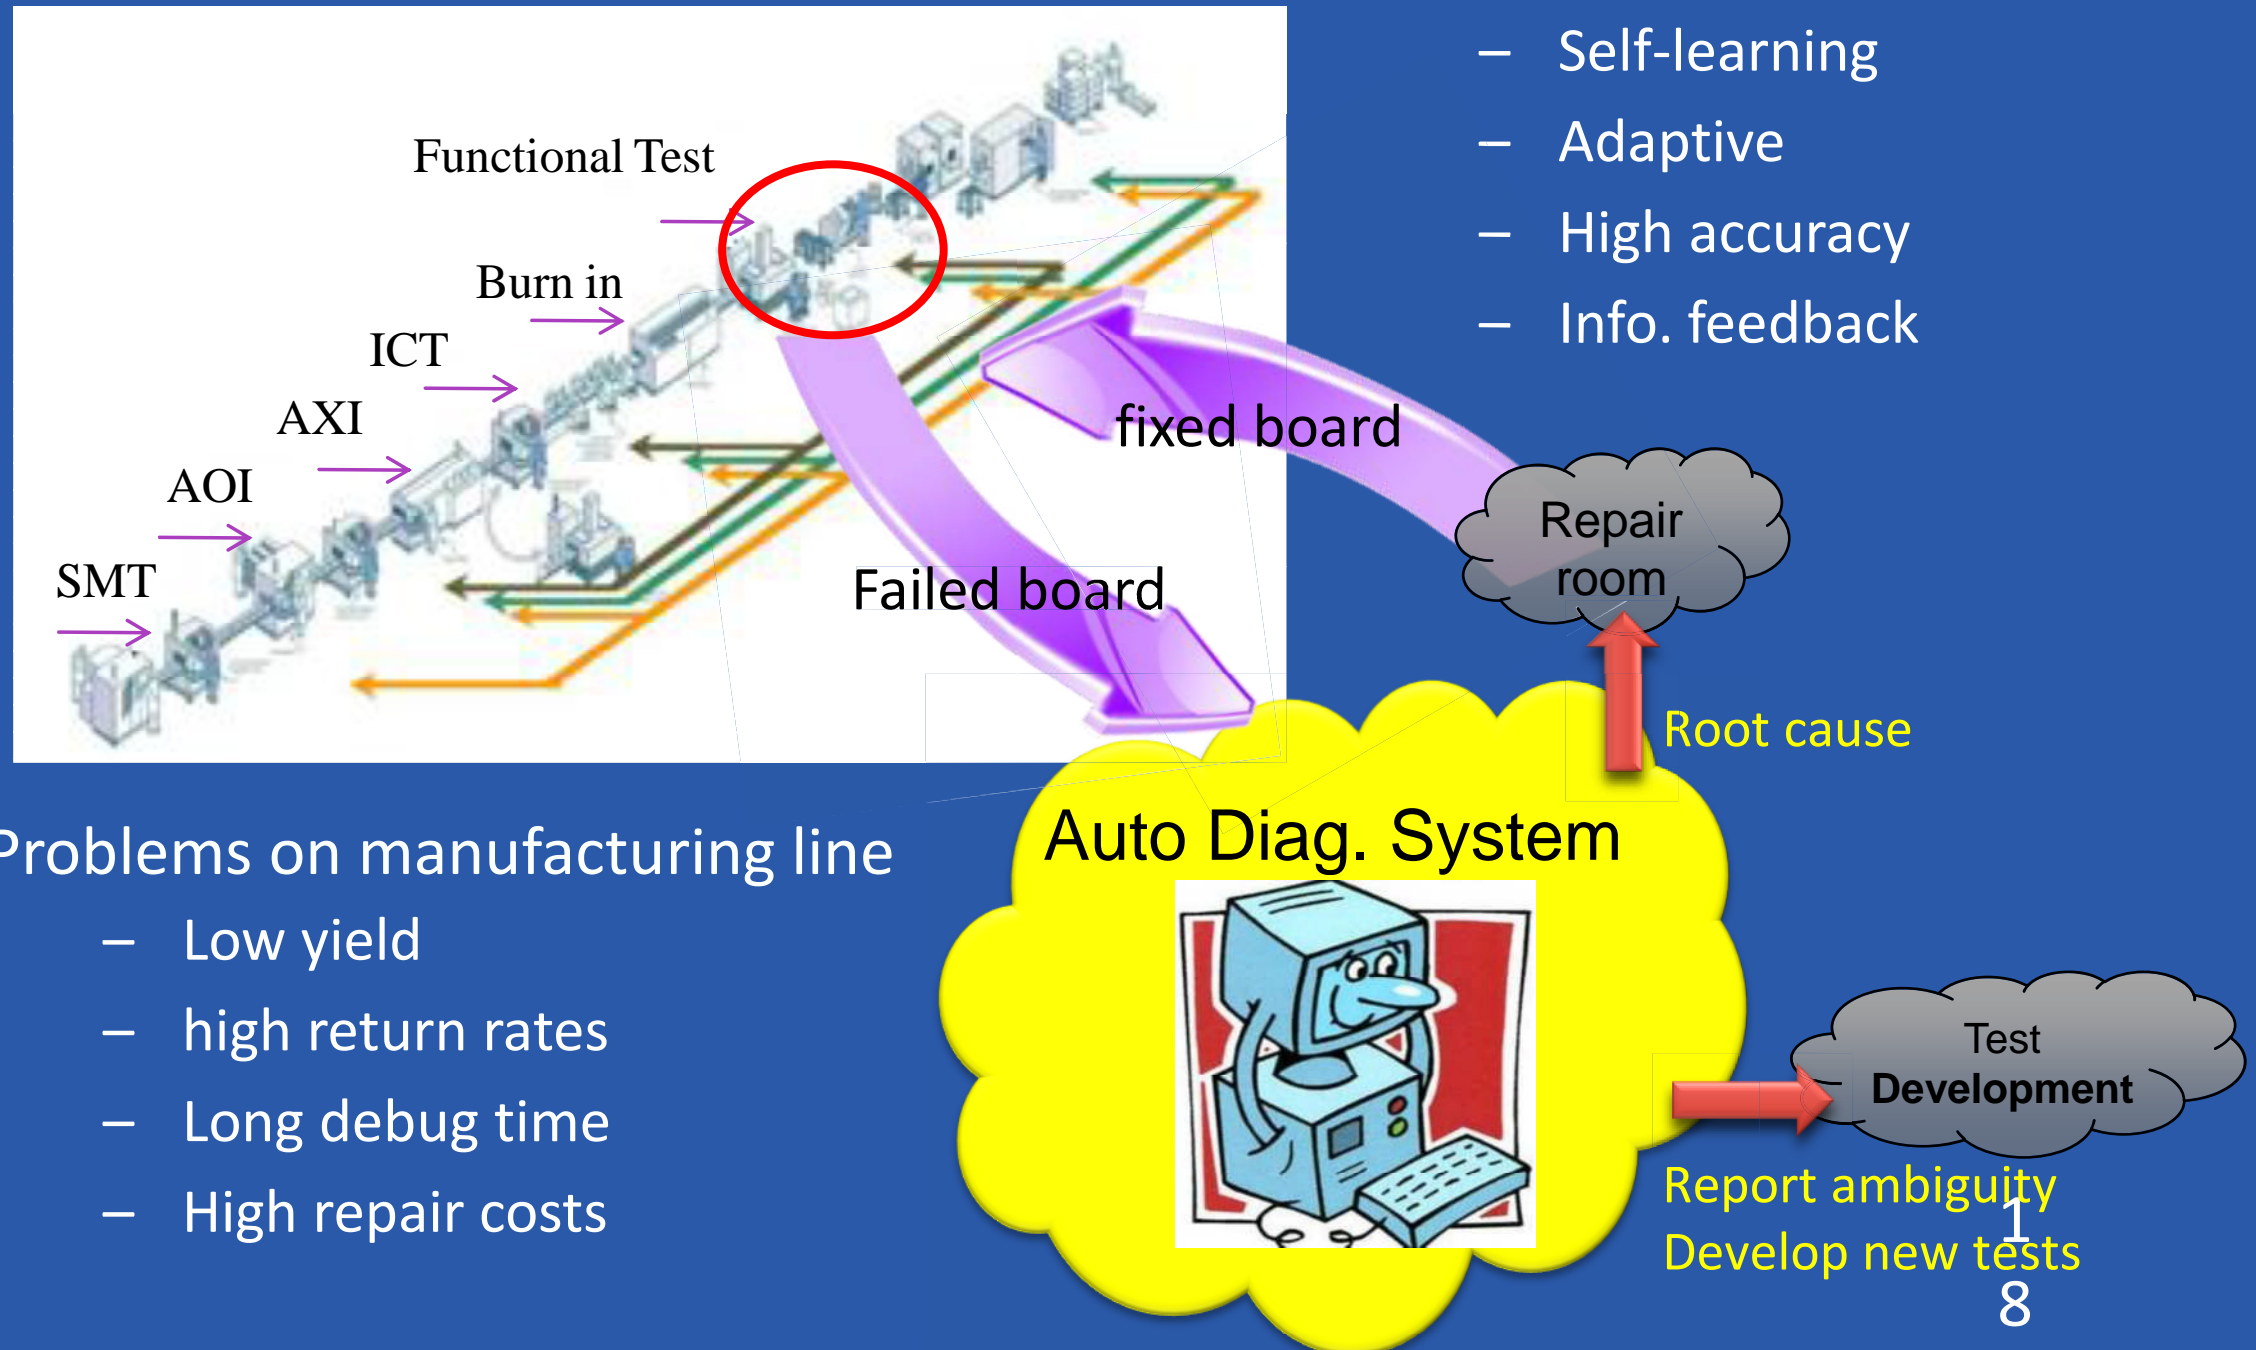 – Self-learning
– Adaptive
– High accuracy
– Info. feedback
Functional Test
Burn in
ICT
AXI
AOI
SMT
fixed board
Failed board
Repair
room
Root cause
Auto Diag. System
Problems on manufacturing line
– Low yield
– high return rates
– Long debug time
– High repair costs
Test
Development
Report ambiguity
Develop new tests
1
8